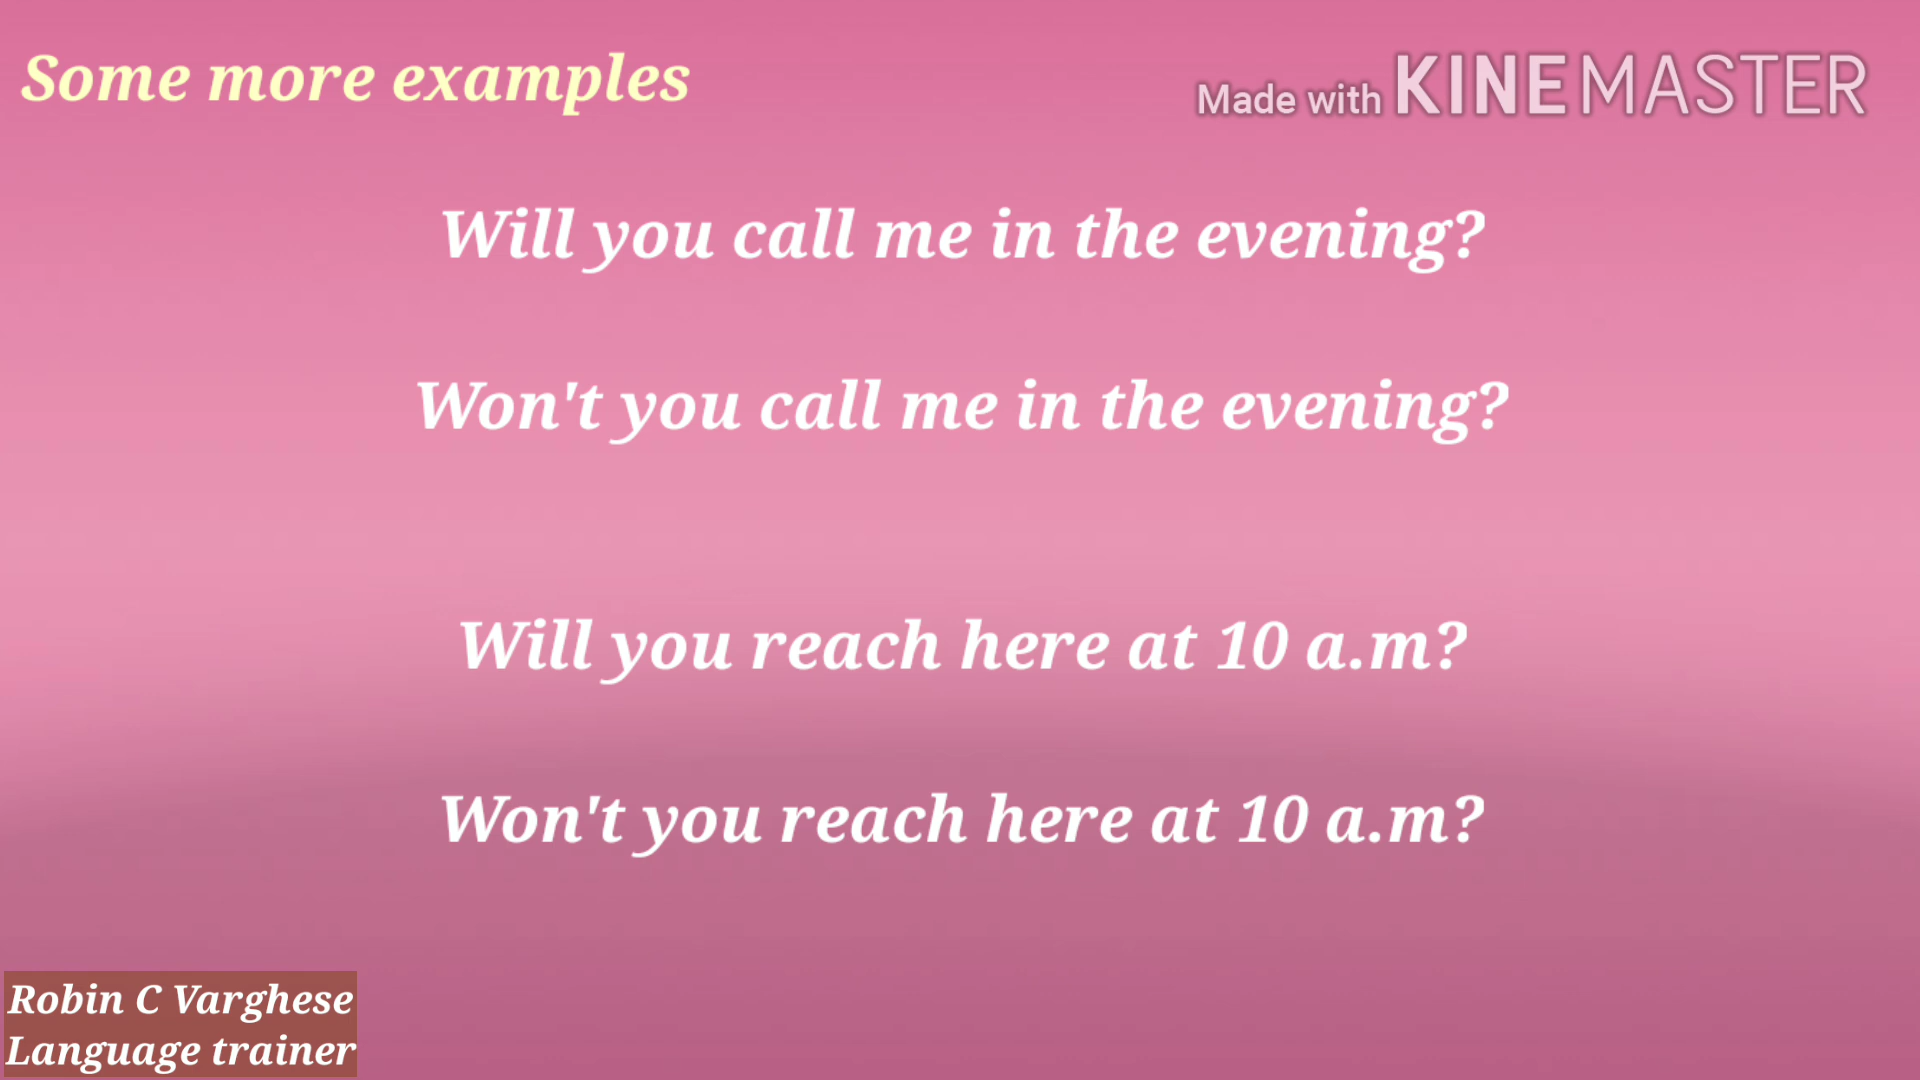 Some more examples
Made with KINEMASTER
Will you call me in the evening?
Won't you call me in the evening?
Will you reach here at 10 a.m?
Won't you reach here at 10 a.m?
Robin C Varghese
Language trainer